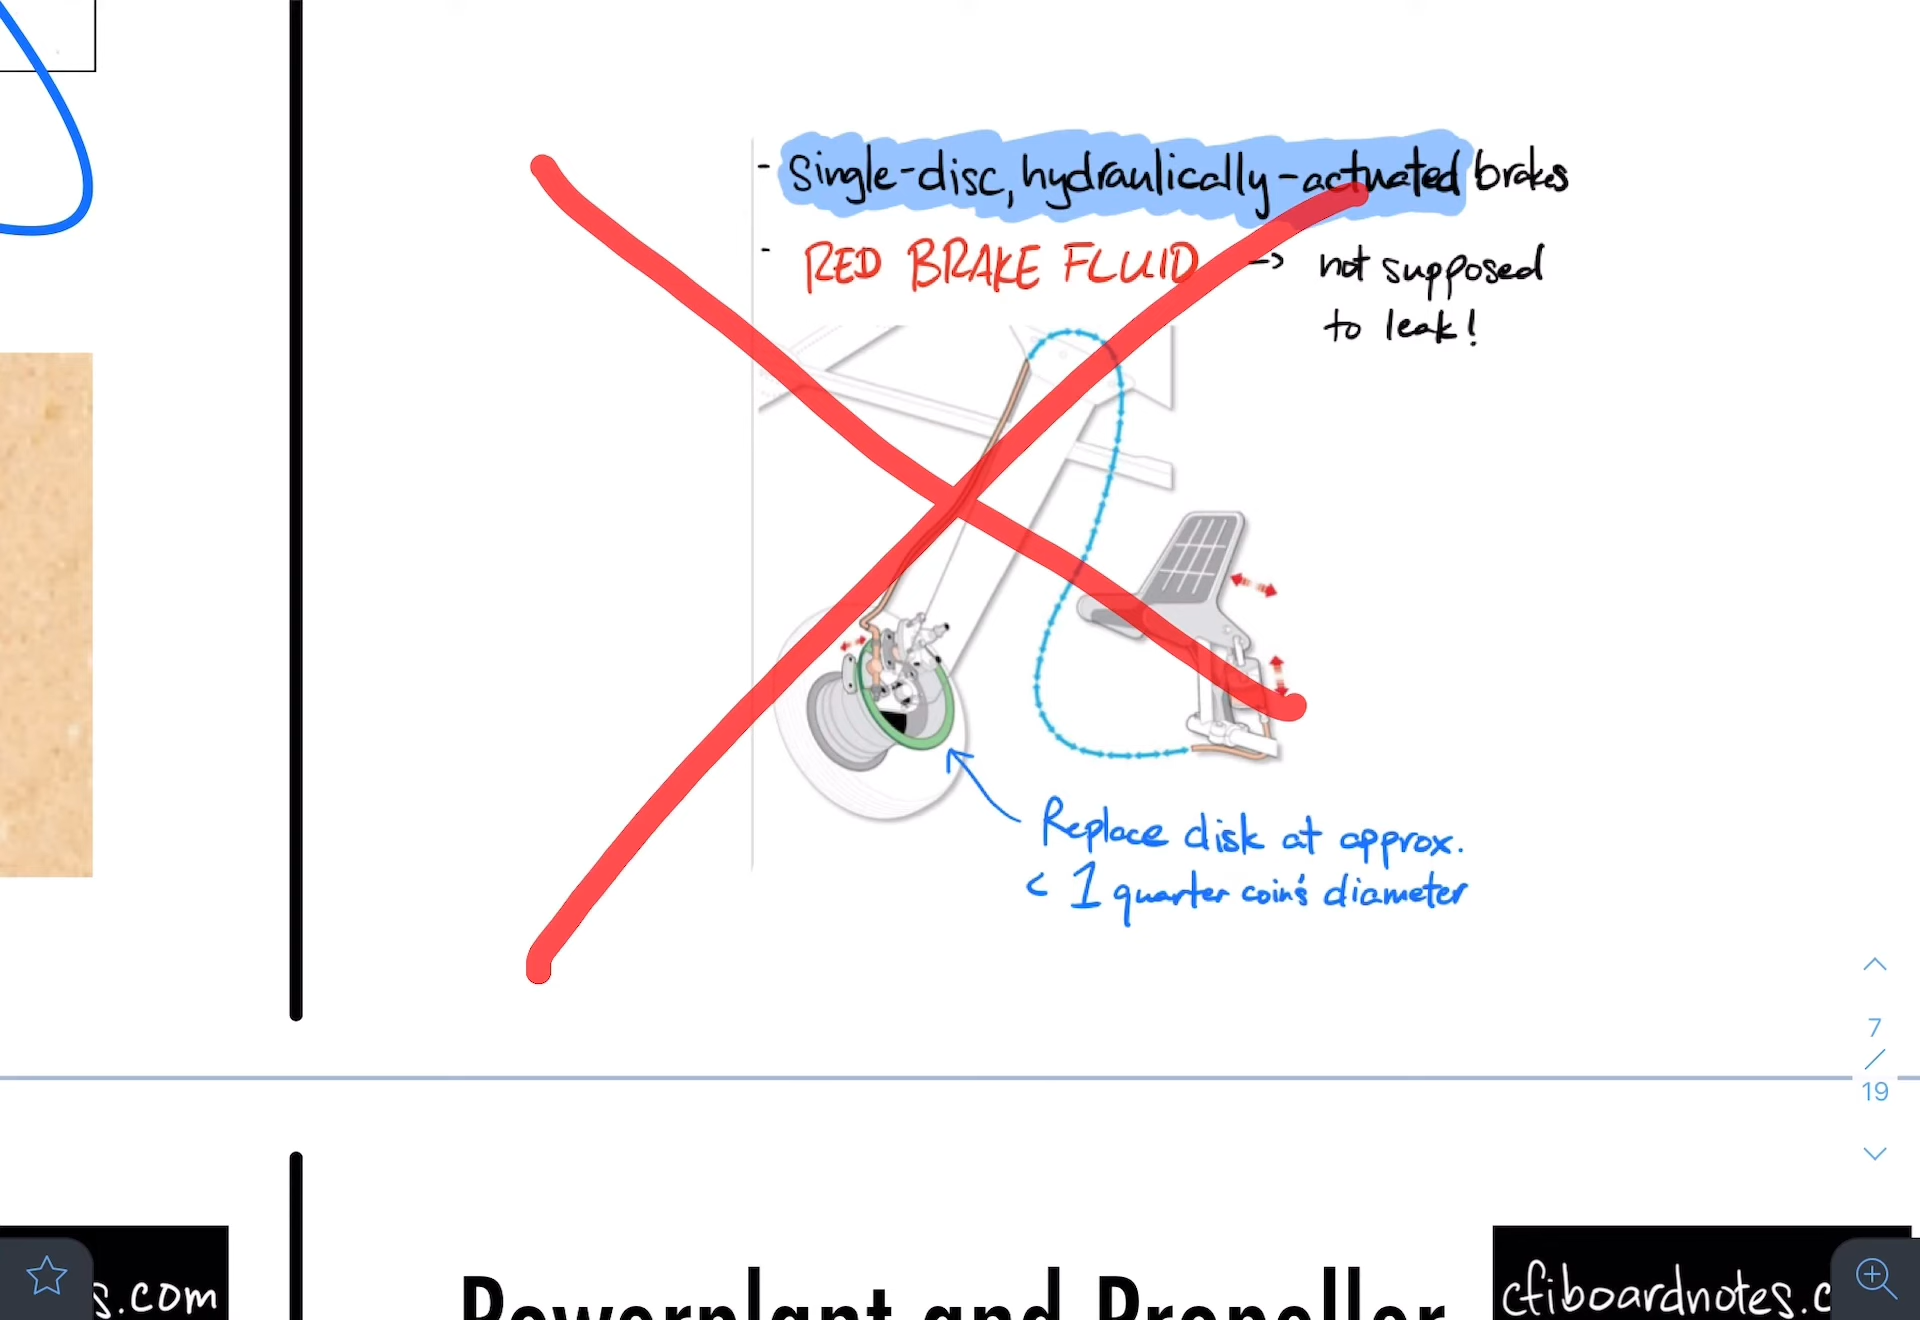 - Single-disc, hydraulically-actuated brakes
- RED BRAKE FLUID -> not supposed
to leak!
Replace disk at approx.
< 1 quarter coin's diameter
7
/
19
s.com
Powerplant and Propeller
cfiboardnotes.c